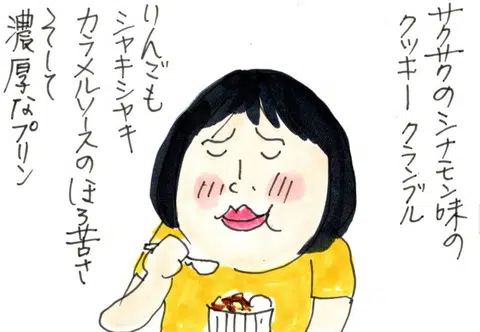 サクサクのシナモン味の
クッキークランブル
りんごも
シャキシャキ
カラメルソースのほろ苦さ
そして
濃厚なプリン